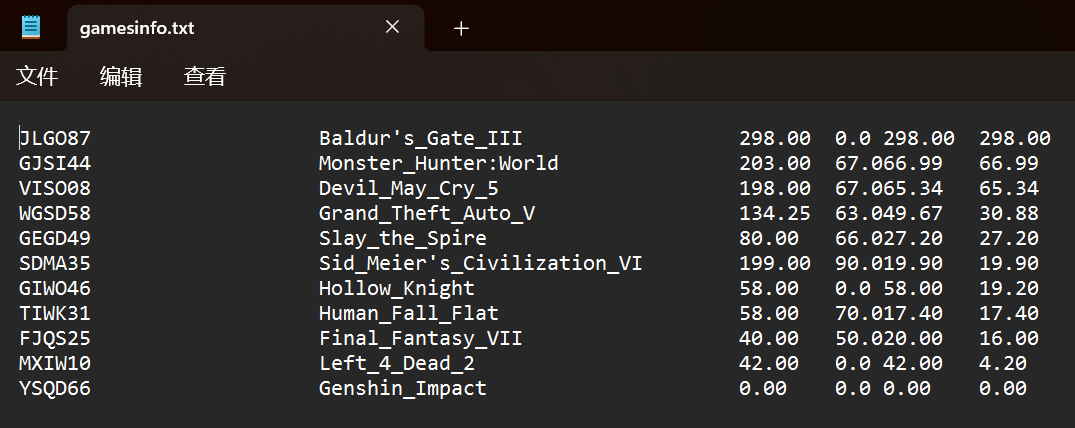 gamesinfo.txt
文件 编辑 查看
JLGO87 Baldur's_Gate_III 298.00 0.0 298.00 298.00
GJSI44 Monster_Hunter:World 203.00 67.066.99 66.99
VISO08 Devil_May_Cry_5 198.00 67.065.34 65.34
WGSD58 Grand_Theft_Auto_V 134.25 63.049.67 30.88
GEGD49 Slay_the_Spire 80.00 66.027.20 27.20
SDMA35 Sid_Meier's_Civilization_VI 199.00 90.019.90 19.90
GIWO46 Hollow_Knight 58.00 0.0 58.00 19.20
TIWK31 Human_Fall_Flat 58.00 70.017.40 17.40
FJQS25 Final_Fantasy_VII 40.00 50.020.00 16.00
MXIW10 Left_4_Dead_2 42.00 0.0 42.00 4.20
YSQD66 Genshin_Impact 0.00 0.0 0.00 0.00